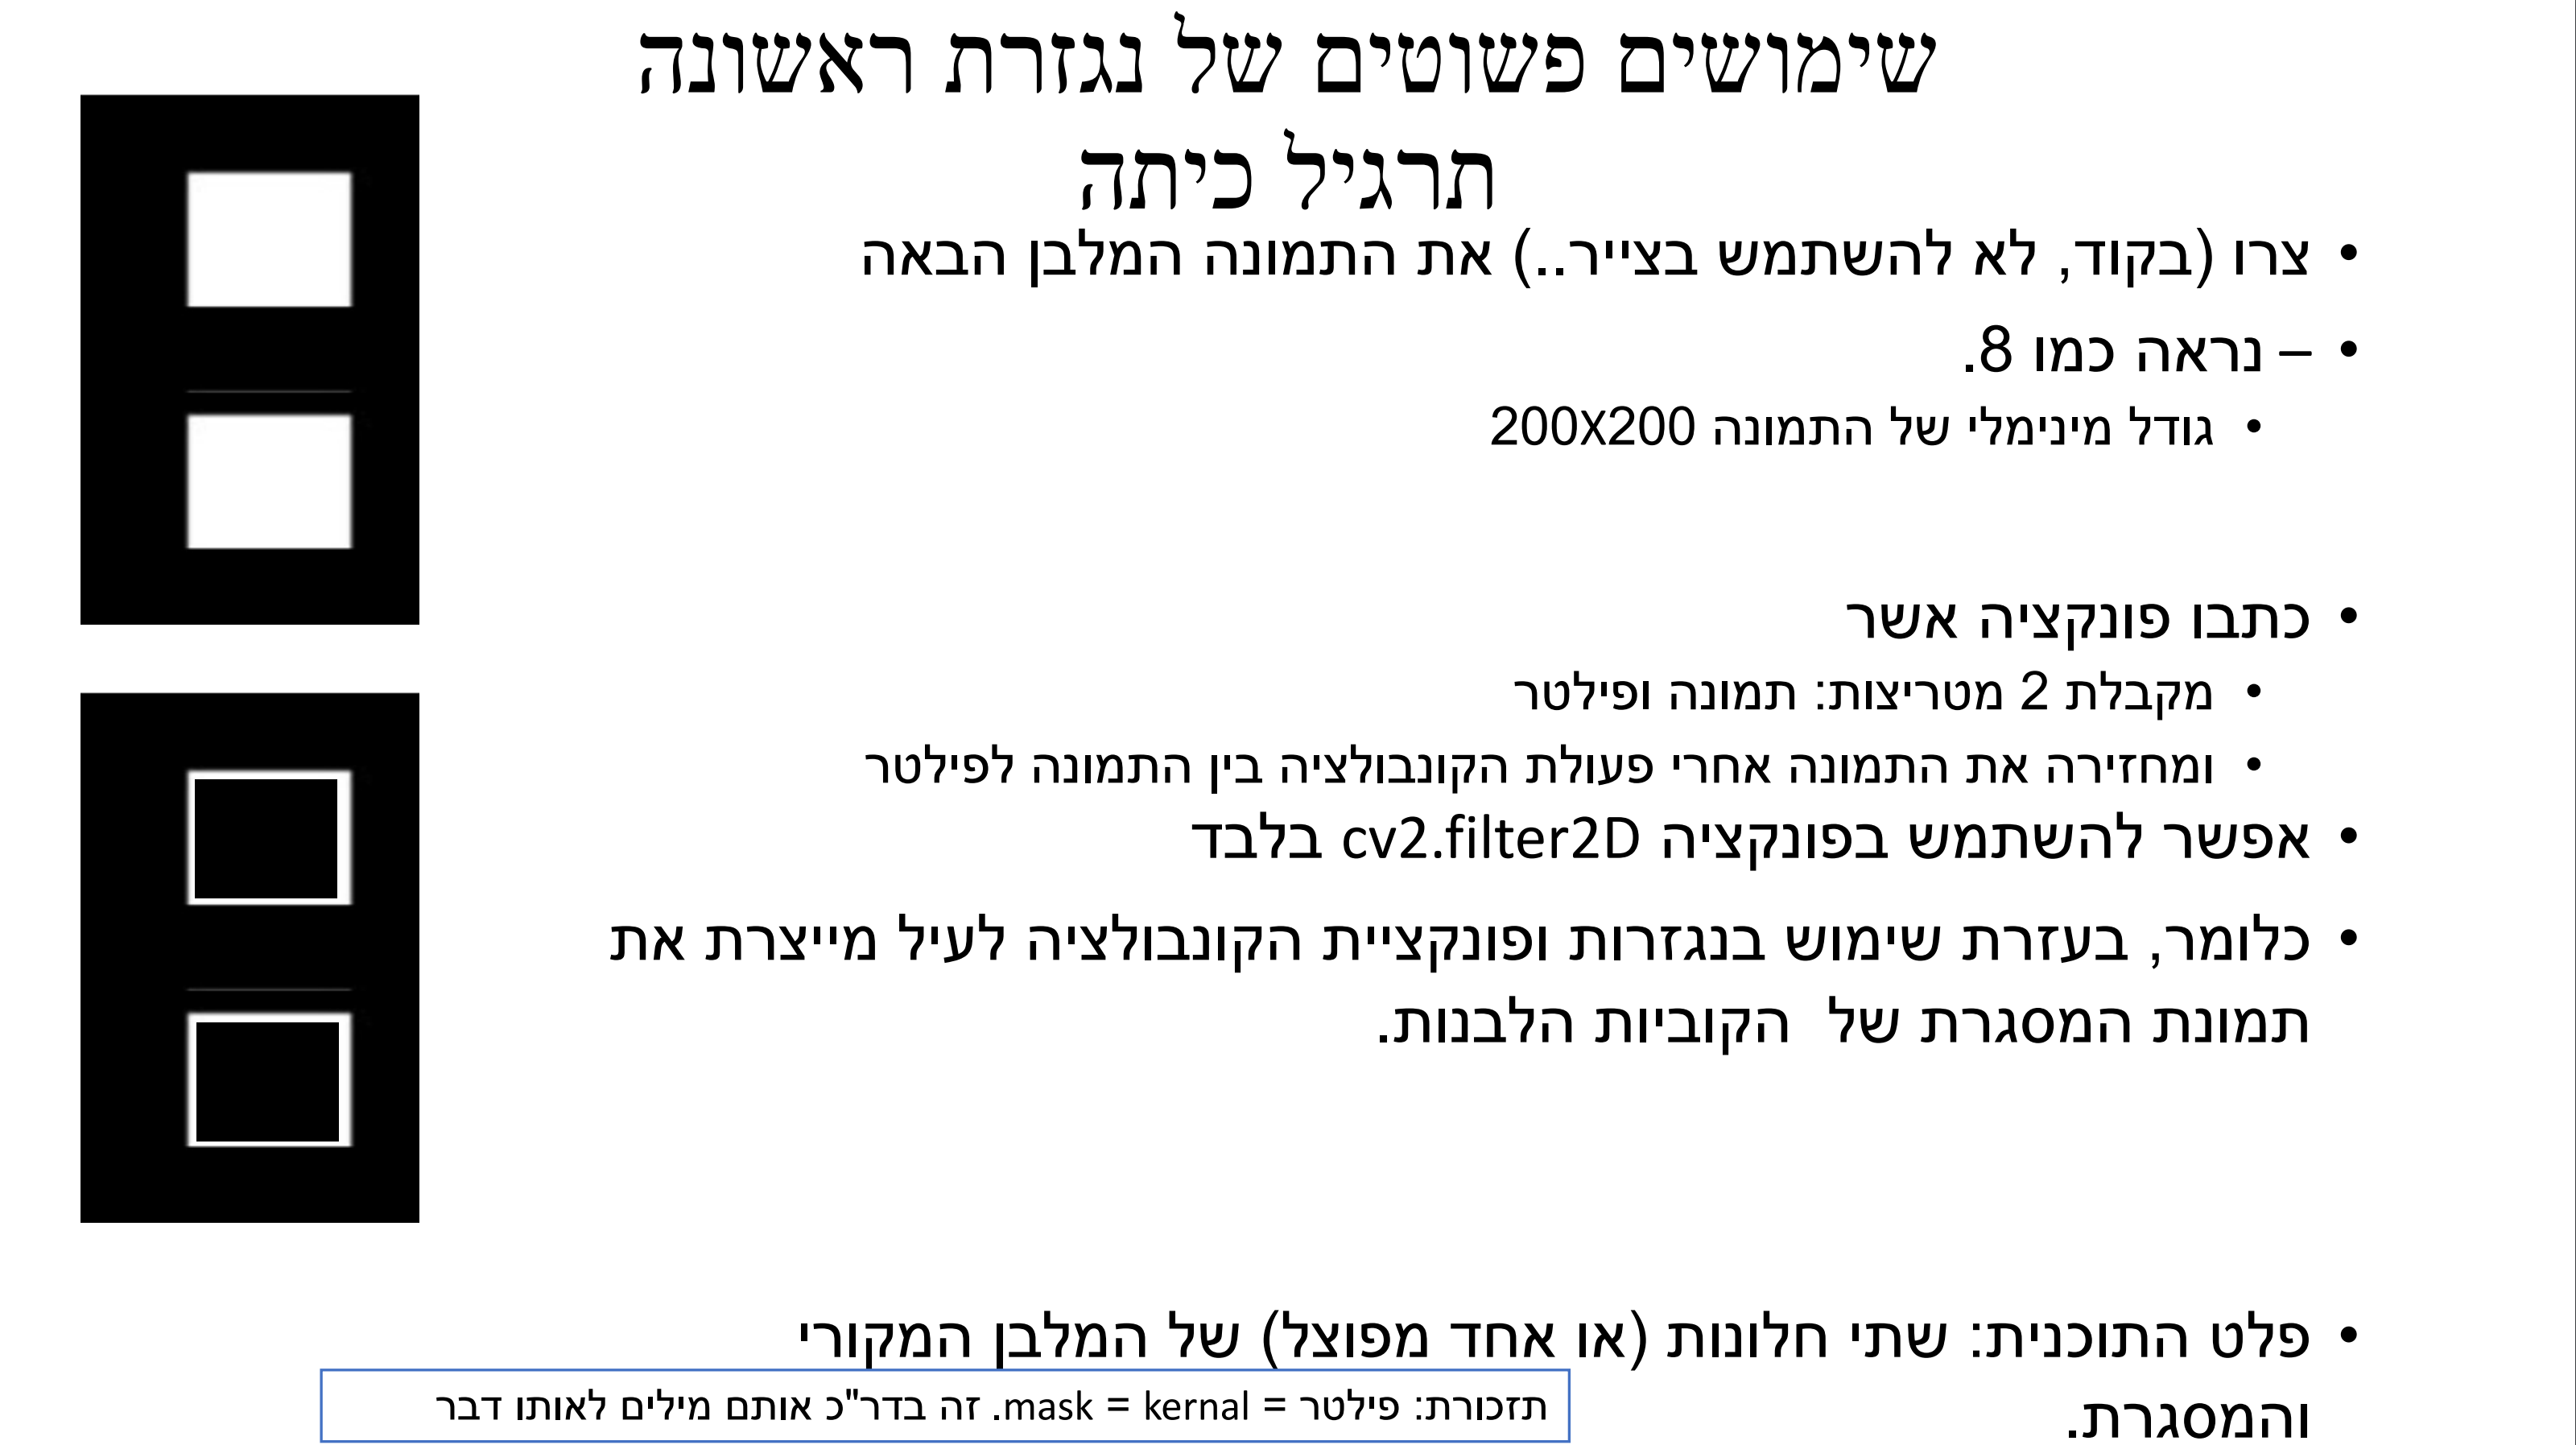 שימושים פשוטים של נגזרת ראשונה
תרגיל כיתה
• צרו (בקוד, לא להשתמש בצייר..) את התמונה המלבן הבאה
• – נראה כמו 8.
• גודל מינימלי של התמונה 200X200
• כתבו פונקציה אשר
• מקבלת 2 מטריצות: תמונה ופילטר
• ומחזירה את התמונה אחרי פעולת הקונבולציה בין התמונה לפילטר
• אפשר להשתמש בפונקציה cv2.filter2D בלבד
• כלומר, בעזרת שימוש בנגזרות ופונקציית הקונבולציה לעיל מייצרת את
תמונת המסגרת של הקוביות הלבנות.
• פלט התוכנית: שתי חלונות (או אחד מפוצל) של המלבן המקורי
והמסגרת.
תזכורת: פילטר = mask = kernal. זה בדר"כ אותם מילים לאותו דבר